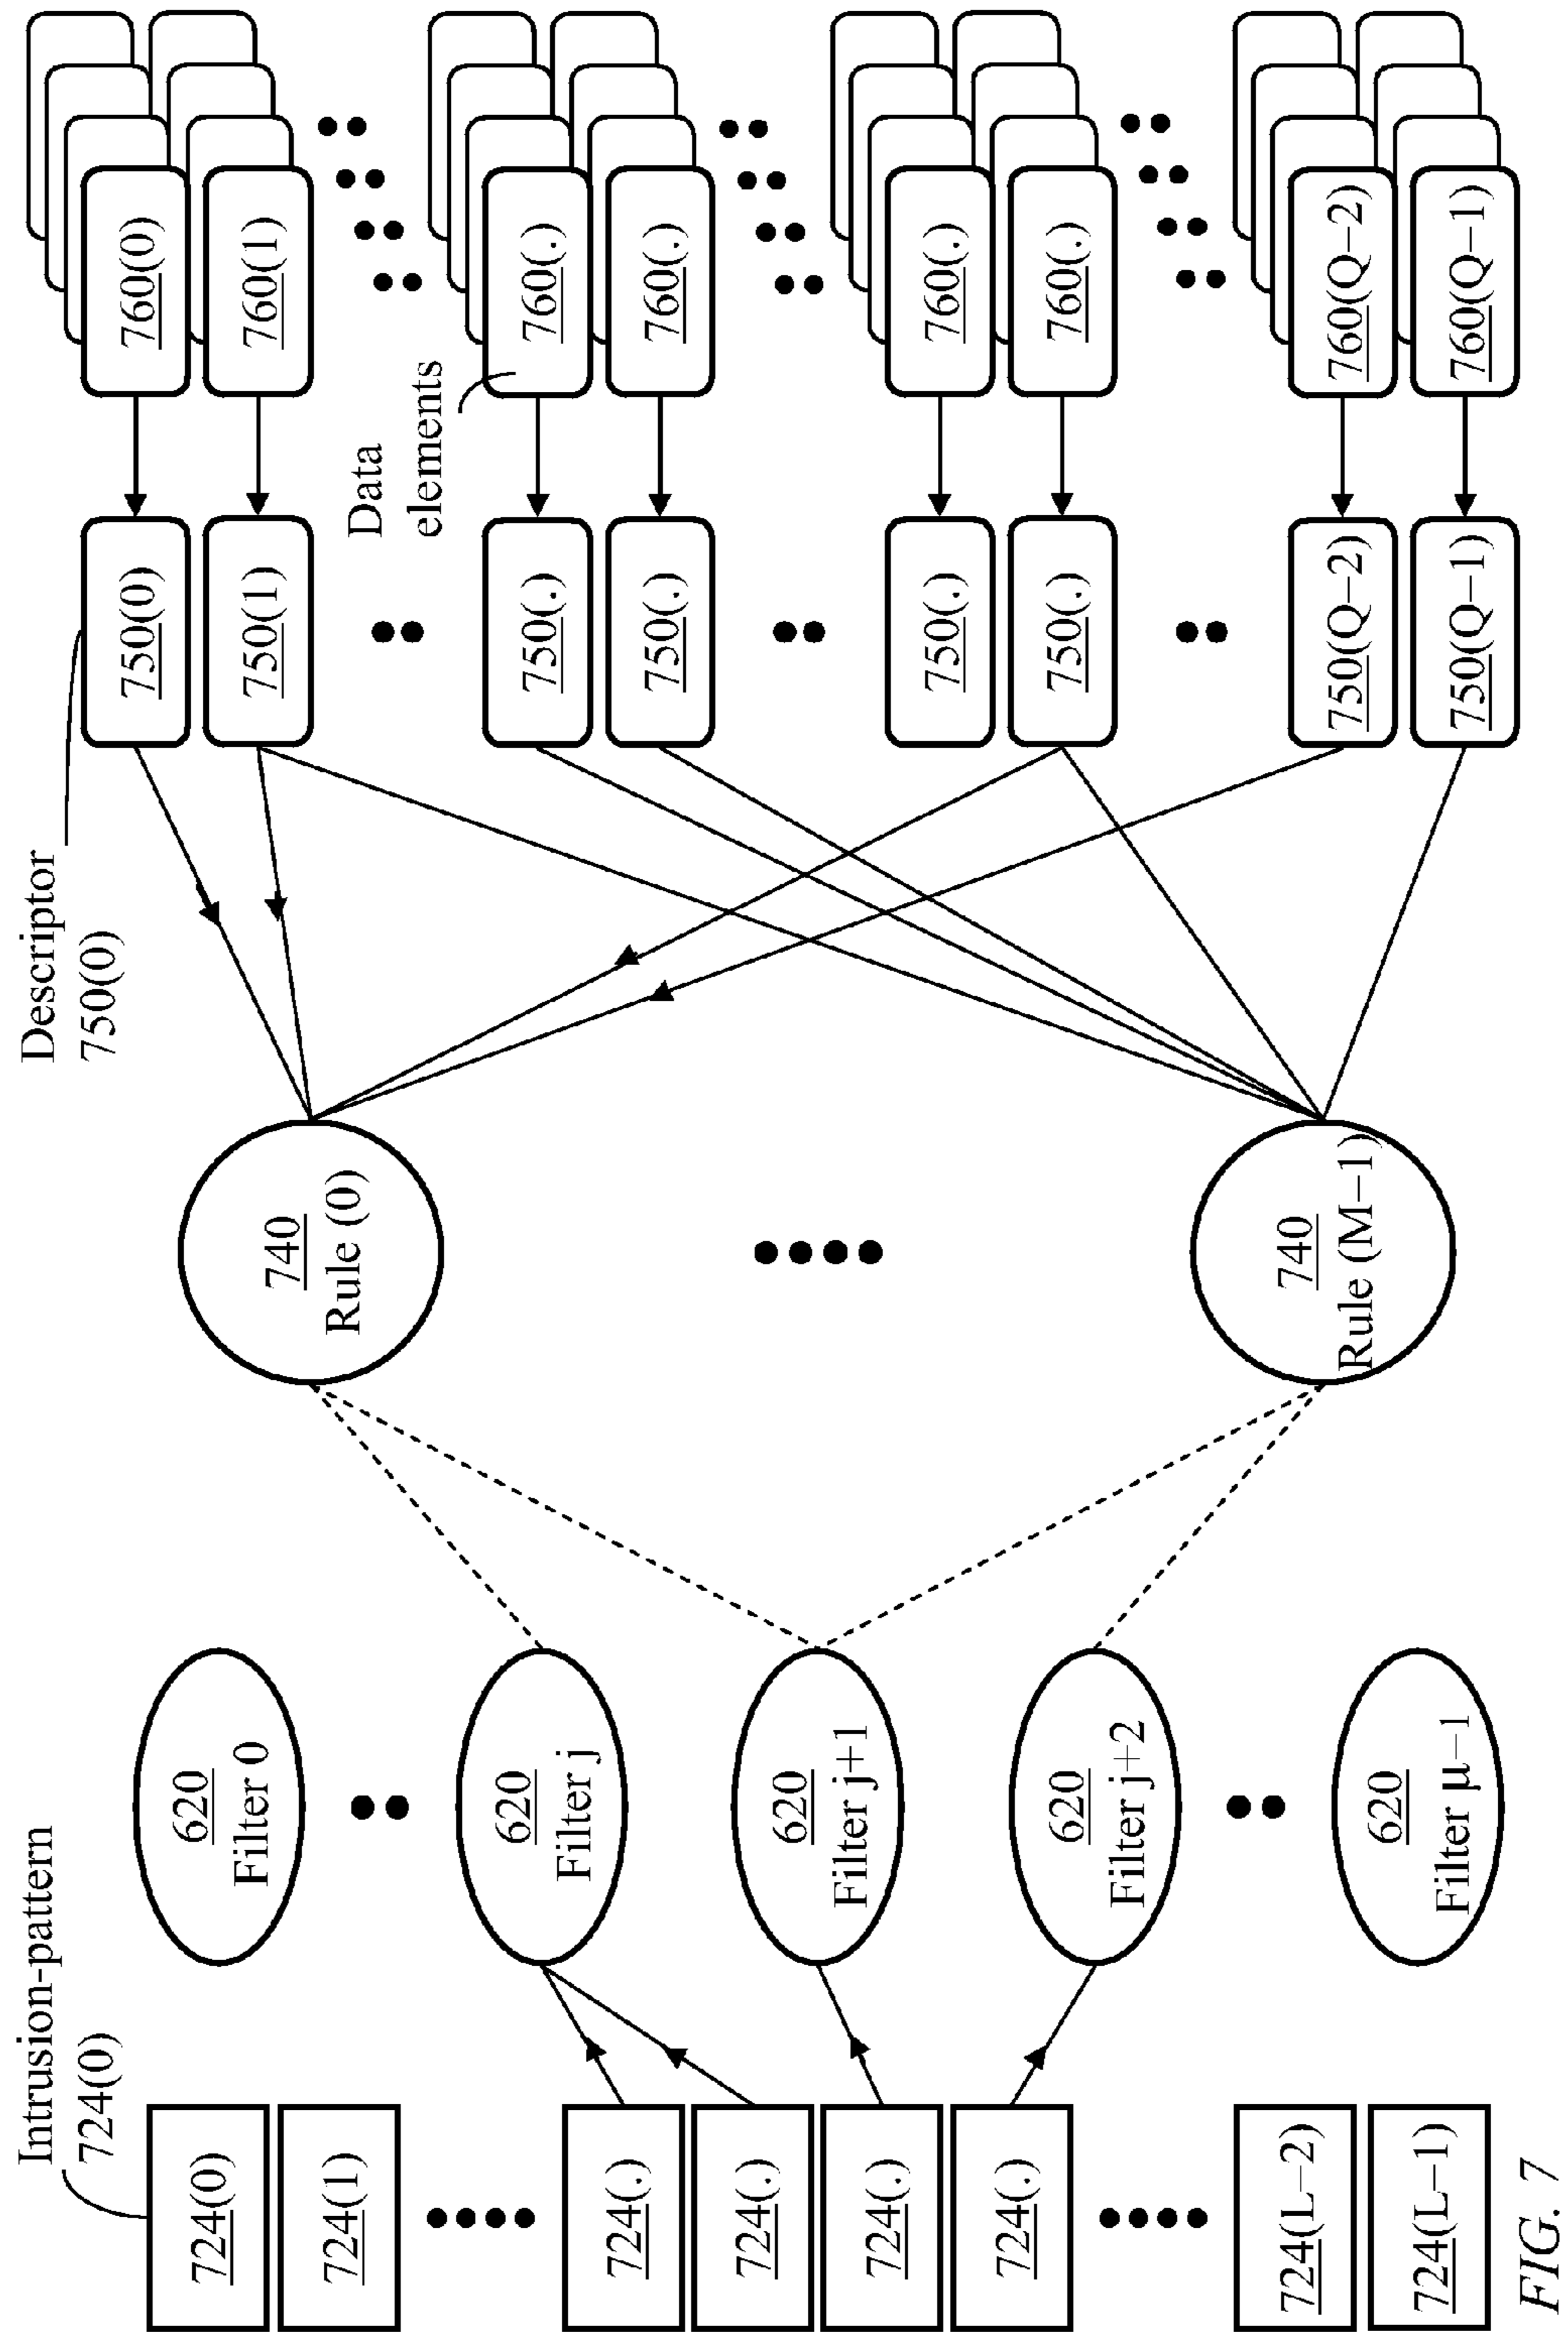 Intrusion-pattern
724(0)
724(0)
724(1)
724(.)
724(.)
724(.)
724(.)
724(L−2)
724(L−1)
620
Filter 0
620
Filter j
620
Filter j+1
620
Filter j+2
620
Filter μ−1
740
Rule (0)
740
Rule (M−1)
Descriptor
750(0)
750(0)
750(1)
750(.)
750(.)
750(.)
750(.)
750(Q−2)
750(Q−1)
Data
elements
760(0)
760(1)
760(.)
760(.)
760(.)
760(.)
760(Q−2)
760(Q−1)
FIG. 7